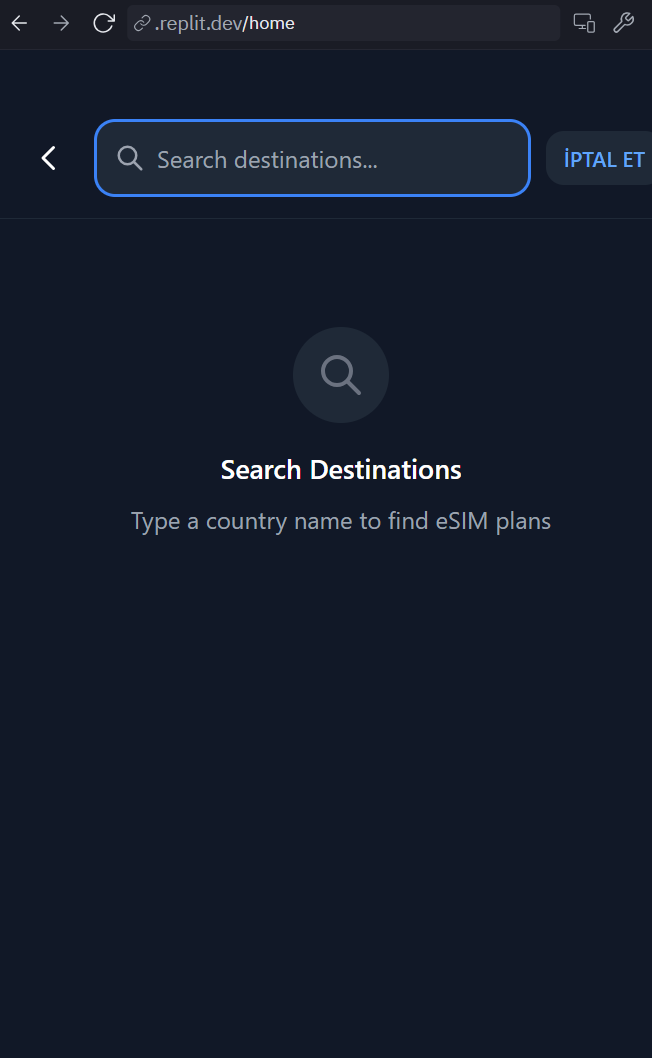 .replit.dev/home
Search destinations...
İPTAL ET
Search Destinations
Type a country name to find eSIM plans